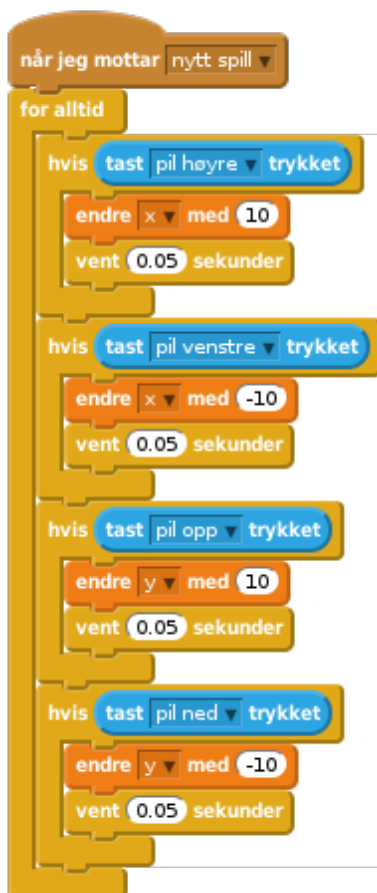 når jeg mottar nytt spill
for alltid
hvis tast pil høyre trykket
endre x med 10
vent 0.05 sekunder
hvis tast pil venstre trykket
endre x med -10
vent 0.05 sekunder
hvis tast pil opp trykket
endre y med 10
vent 0.05 sekunder
hvis tast pil ned trykket
endre y med -10
vent 0.05 sekunder